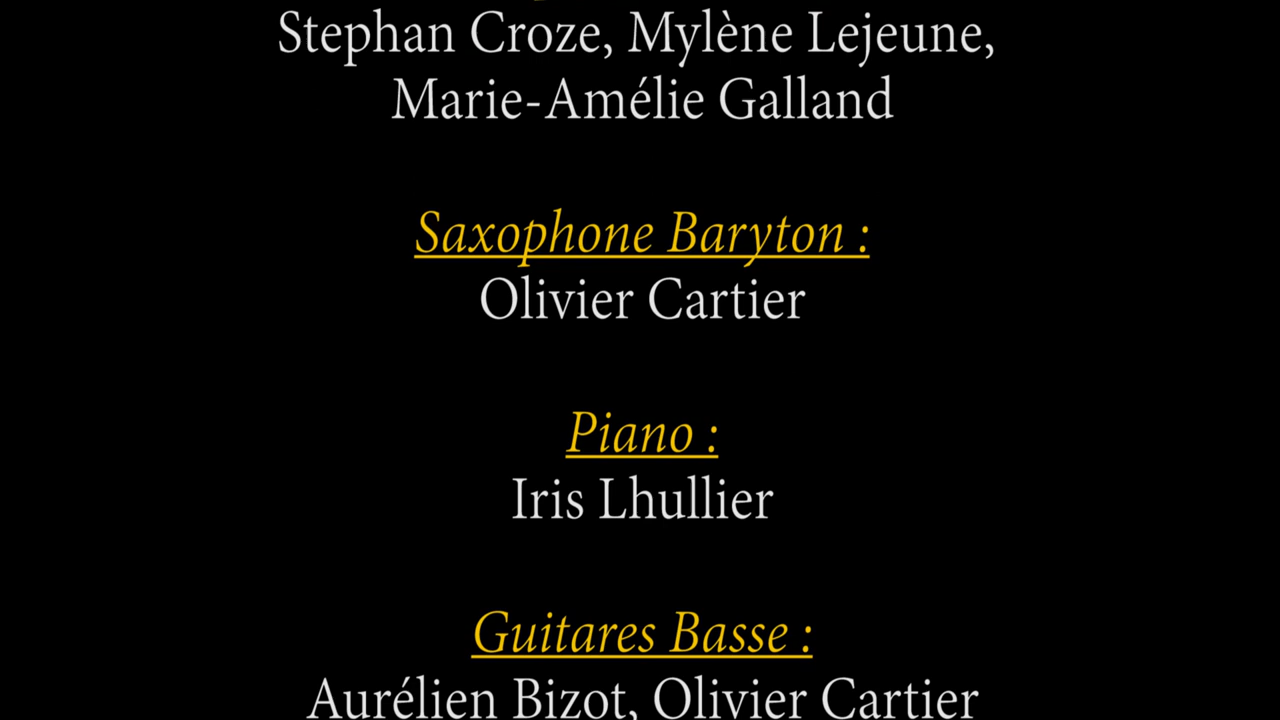 Stephan Croze, Mylène Lejeune,
Marie-Amélie Galland
Saxophone Baryton :
Olivier Cartier
Piano :
Iris Lhullier
Guitares Basse :
Aurélien Bizot, Olivier Cartier